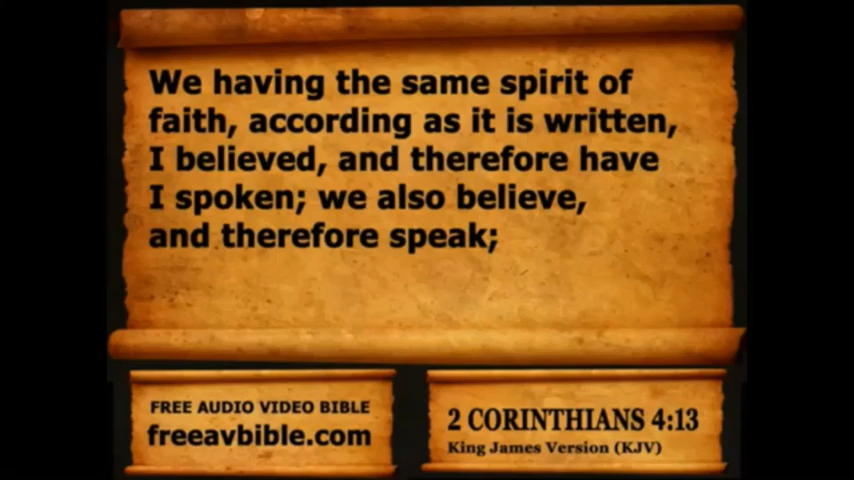 We having the same spirit of
faith, according as it is written,
I believed, and therefore have
I spoken; we also believe,
and therefore speak;
FREE AUDIO VIDEO BIBLE
freeavbible.com
2 CORINTHIANS 4:13
King James Version (KJV)